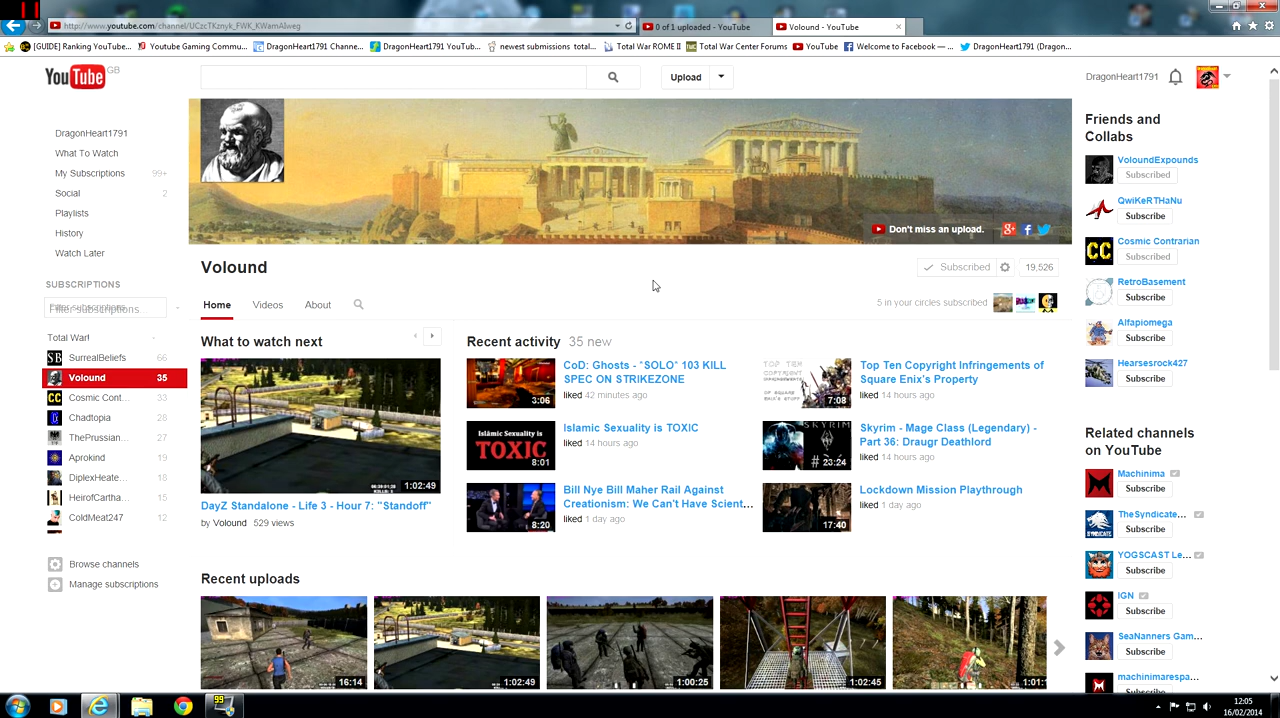 http://www.youtube.com/channel/UCzcTKznyk_FWK_KWamAlweg
0 of 1 uploaded - YouTube
Volound - YouTube
[GUIDE] Ranking YouTube...
Youtube Gaming Commu...
DragonHeart1791 Channe...
DragonHeart1791 YouTub...
newest submissions total...
Total War ROME II
Total War Center Forums
YouTube
Welcome to Facebook —...
DragonHeart1791 (Dragon...
YouTube GB
Upload
DragonHeart1791
DragonHeart1791
What To Watch
My Subscriptions 99+
Social 2
Playlists
History
Watch Later
SUBSCRIPTIONS
Filter subscriptions...
Total War!
SurrealBeliefs 66
Volound 35
Cosmic Cont... 33
Chadtopia 28
ThePrussian... 27
Aprokind 19
DiplexHeate... 18
HeirofCartha... 15
ColdMeat247 12
Browse channels
Manage subscriptions
Don't miss an upload.
Volound
Subscribed 19,526
Home Videos About
5 in your circles subscribed
What to watch next
1:02:49
DayZ Standalone - Life 3 - Hour 7: "Standoff"
by Volound 529 views
Recent activity 35 new
3:06
CoD: Ghosts - *SOLO* 103 KILL
SPEC ON STRIKEZONE
liked 42 minutes ago
Islamic Sexuality is
TOXIC
8:01
Islamic Sexuality is TOXIC
liked 14 hours ago
8:20
Bill Nye Bill Maher Rail Against
Creationism: We Can't Have Scient...
liked 1 day ago
TOP TEN
COPYRIGHT
INFRINGEMENTS
OF SQUARE
ENIX'S STUFF
7:08
Top Ten Copyright Infringements of
Square Enix's Property
liked 14 hours ago
SKYRIM
#36
23:24
Skyrim - Mage Class (Legendary) -
Part 36: Draugr Deathlord
liked 14 hours ago
17:40
Lockdown Mission Playthrough
liked 1 day ago
Recent uploads
16:14
1:02:49
1:00:25
1:02:45
1:01:1
Friends and
Collabs
VoloundExpounds
Subscribed
QwiKeRTHaNu
Subscribe
Cosmic Contrarian
Subscribed
RetroBasement
Subscribe
Alfapiomega
Subscribe
Hearsesrock427
Subscribe
Related channels
on YouTube
Machinima
Subscribe
TheSyndicate...
Subscribe
YOGSCAST Le...
Subscribe
IGN
Subscribe
SeaNanners Gam...
Subscribe
machinimarespa...
Subscribe
99
12:05
16/02/2014